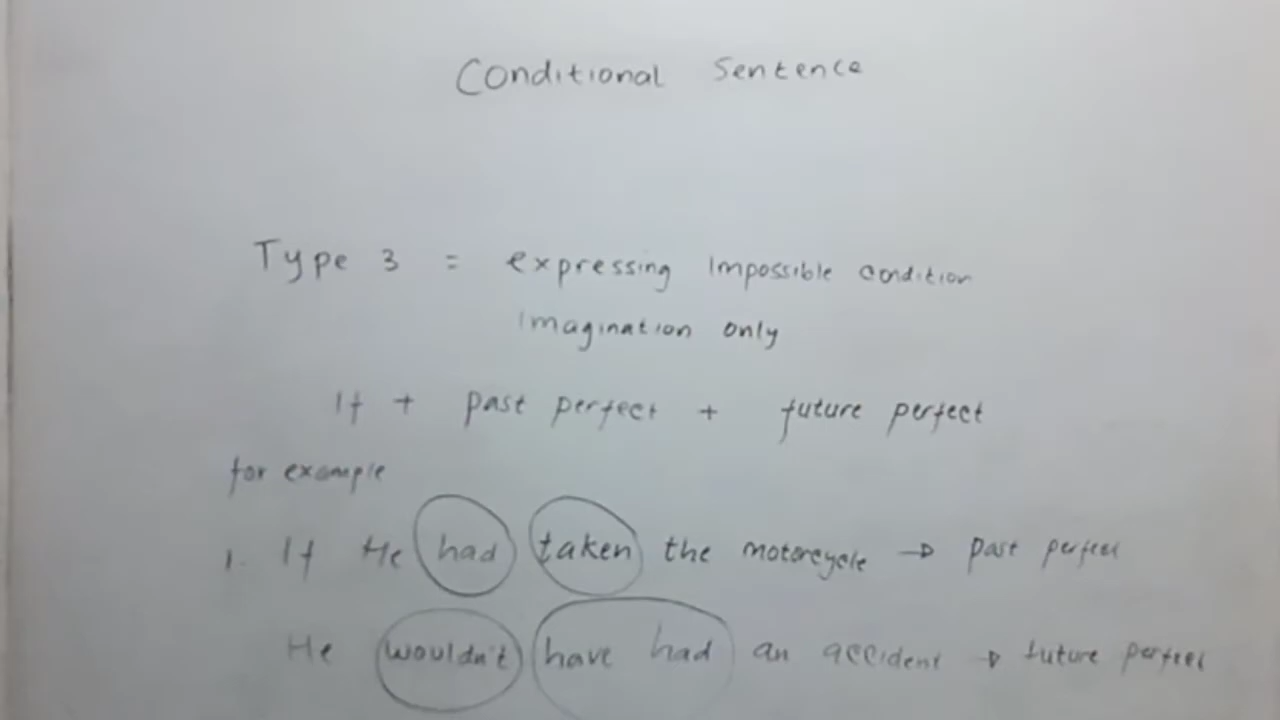 Conditional Sentence
Type 3 = expressing impossible condition
imagination only
If + past perfect + future perfect
for example
1. If He had taken the motorcycle → past perfect
He wouldn't have had an accident → future perfect